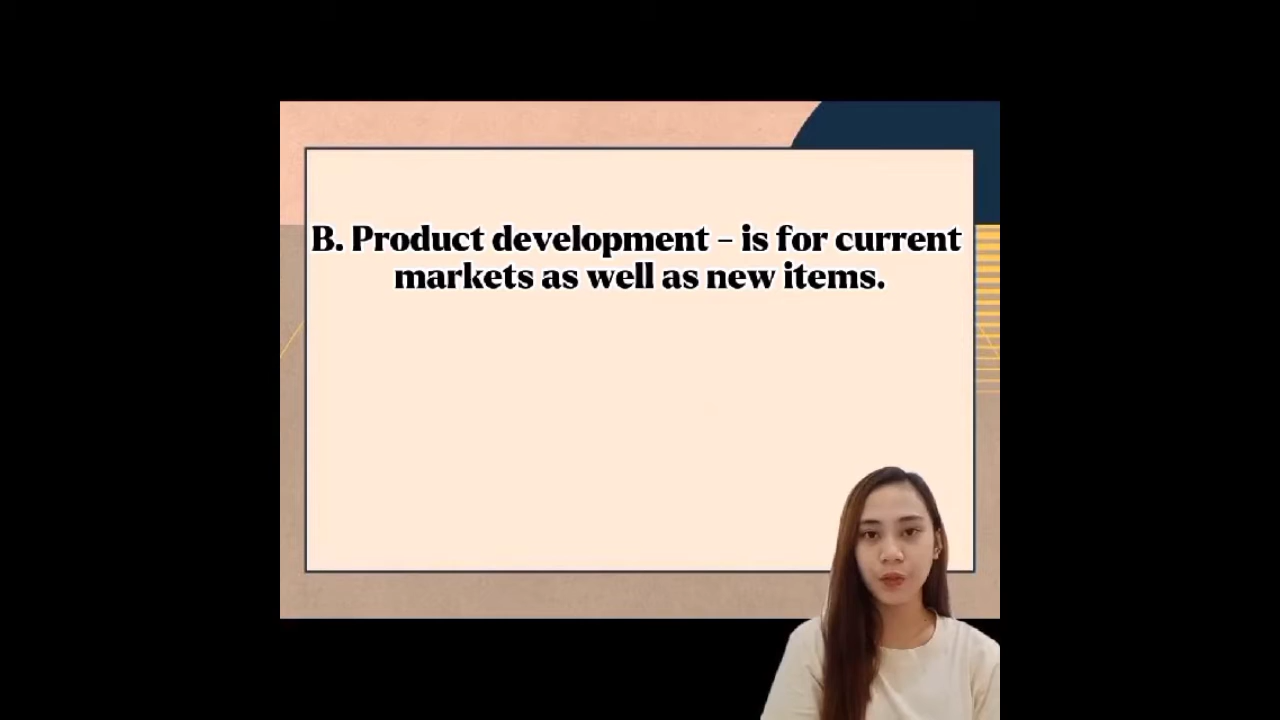 B. Product development - is for current
markets as well as new items.